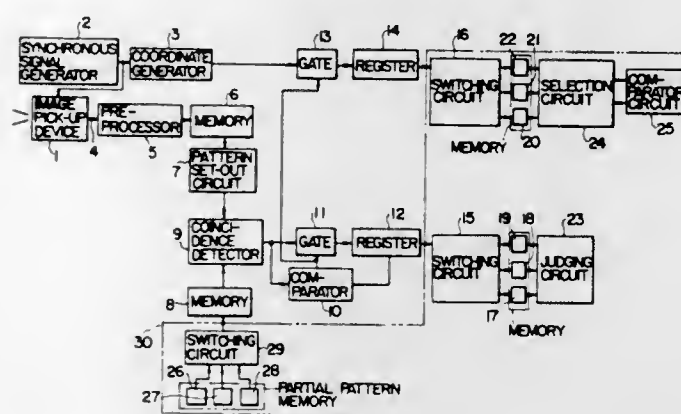 2
3
SYNCHRONOUS
SIGNAL
GENERATOR
COORDINATE
GENERATOR
13
GATE
14
REGISTER
16
SWITCHING
CIRCUIT
22
21
MEMORY
20
SELECTION
CIRCUIT
24
COM-
PARATOR
CIRCUIT
25
IMAGE
PICK-UP
DEVICE
1
4
PRE-
PROCESSOR
5
6
MEMORY
7
PATTERN
SET-OUT
CIRCUIT
9
COINCI-
DENCE
DETECTOR
11
GATE
12
REGISTER
COM-
PARATOR
10
15
SWITCHING
CIRCUIT
19
18
17
MEMORY
23
JUDGING
CIRCUIT
8
MEMORY
30
SWITCHING
CIRCUIT
29
26
27
28
PARTIAL PATTERN
MEMORY